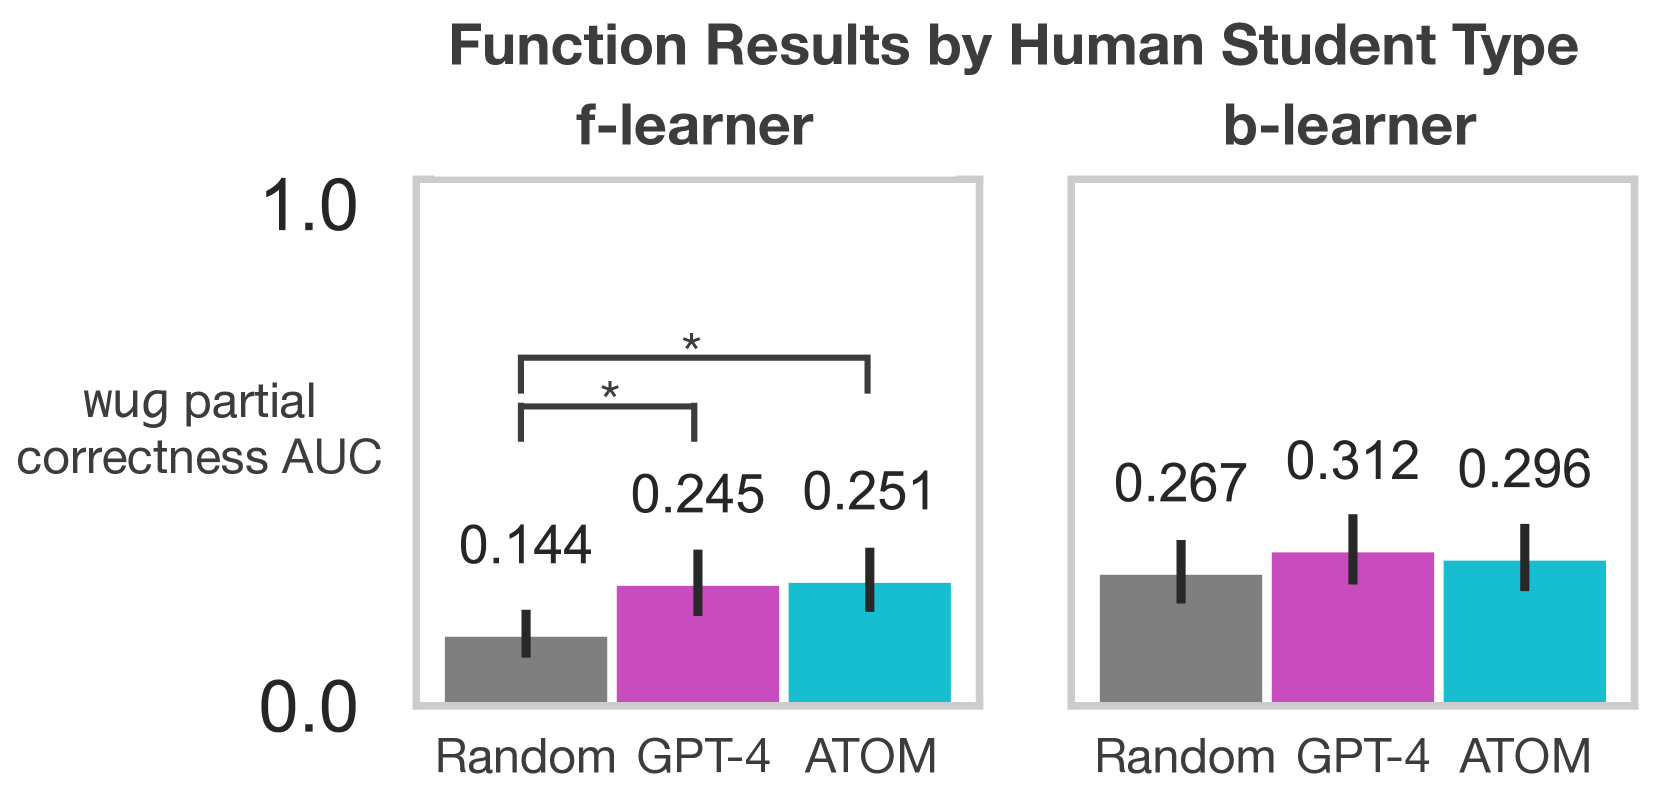 Function Results by Human Student Type
f-learner
b-learner
1.0
wug partial
correctness AUC
0.0
*
*
0.144
0.245
0.251
Random GPT-4 ATOM
0.267
0.312
0.296
Random GPT-4 ATOM